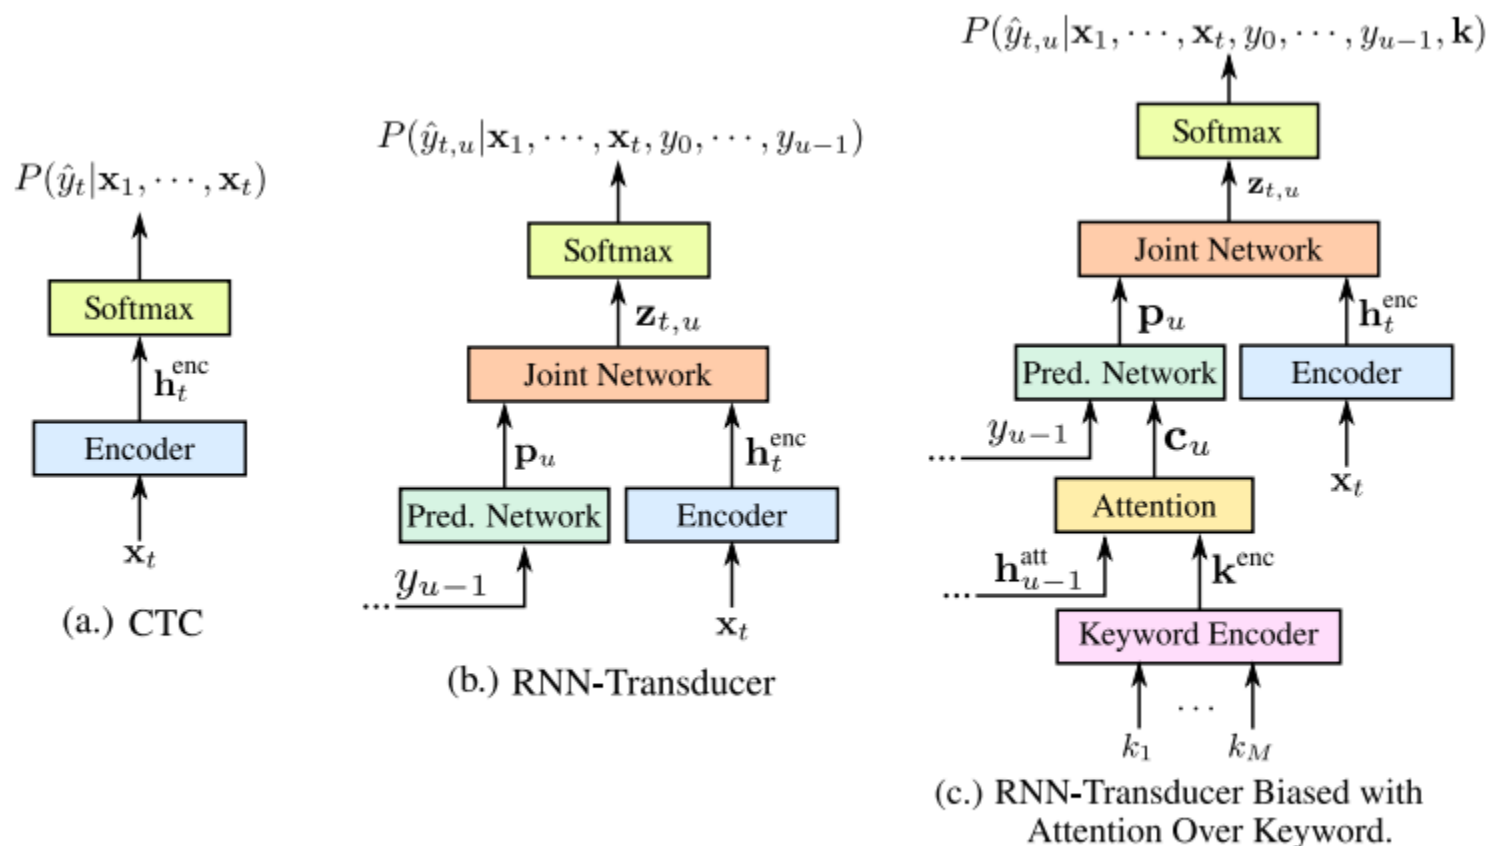 P(ŷ_t|x_1, ⋯, x_t)
Softmax
h_t^enc
Encoder
x_t
(a.) CTC
P(ŷ_{t,u}|x_1, ⋯, x_t, y_0, ⋯, y_{u−1})
Softmax
z_{t,u}
Joint Network
p_u
h_t^enc
Pred. Network
Encoder
... y_{u−1}
x_t
(b.) RNN-Transducer
P(ŷ_{t,u}|x_1, ⋯, x_t, y_0, ⋯, y_{u−1}, k)
Softmax
z_{t,u}
Joint Network
p_u
h_t^enc
Pred. Network
Encoder
... y_{u−1}
c_u
x_t
Attention
... h_{u−1}^att
k^enc
Keyword Encoder
k_1 ⋯ k_M
(c.) RNN-Transducer Biased with
Attention Over Keyword.